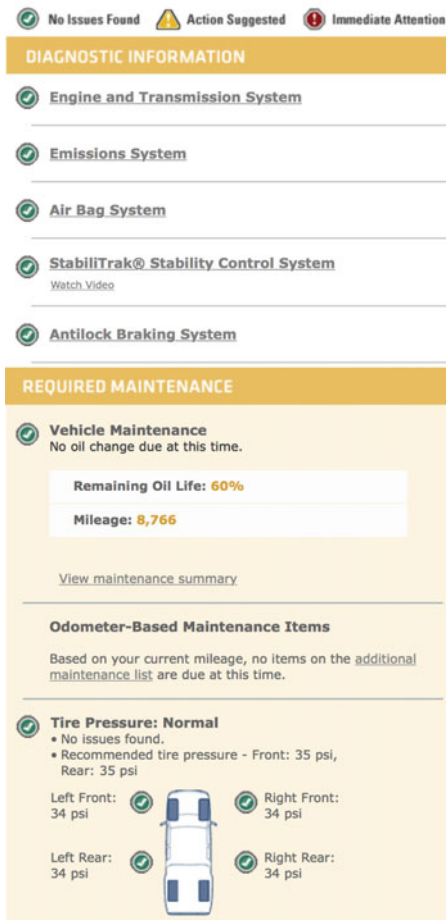 No Issues Found Action Suggested Immediate Attention
DIAGNOSTIC INFORMATION
Engine and Transmission System
Emissions System
Air Bag System
StabiliTrak® Stability Control System
Watch Video
Antilock Braking System
REQUIRED MAINTENANCE
Vehicle Maintenance
No oil change due at this time.
Remaining Oil Life: 60%
Mileage: 8,766
View maintenance summary
Odometer-Based Maintenance Items
Based on your current mileage, no items on the additional
maintenance list are due at this time.
Tire Pressure: Normal
• No issues found.
• Recommended tire pressure - Front: 35 psi,
Rear: 35 psi
Left Front:
34 psi
Right Front:
34 psi
Left Rear:
34 psi
Right Rear:
34 psi